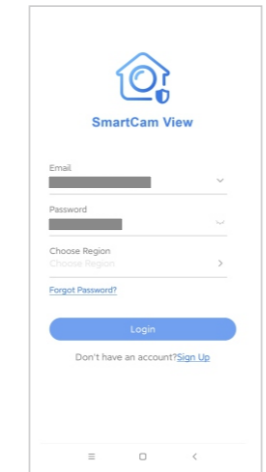 SmartCam View
Email
Password
Choose Region
Choose Region
Forgot Password?
Login
Don't have an account?Sign Up